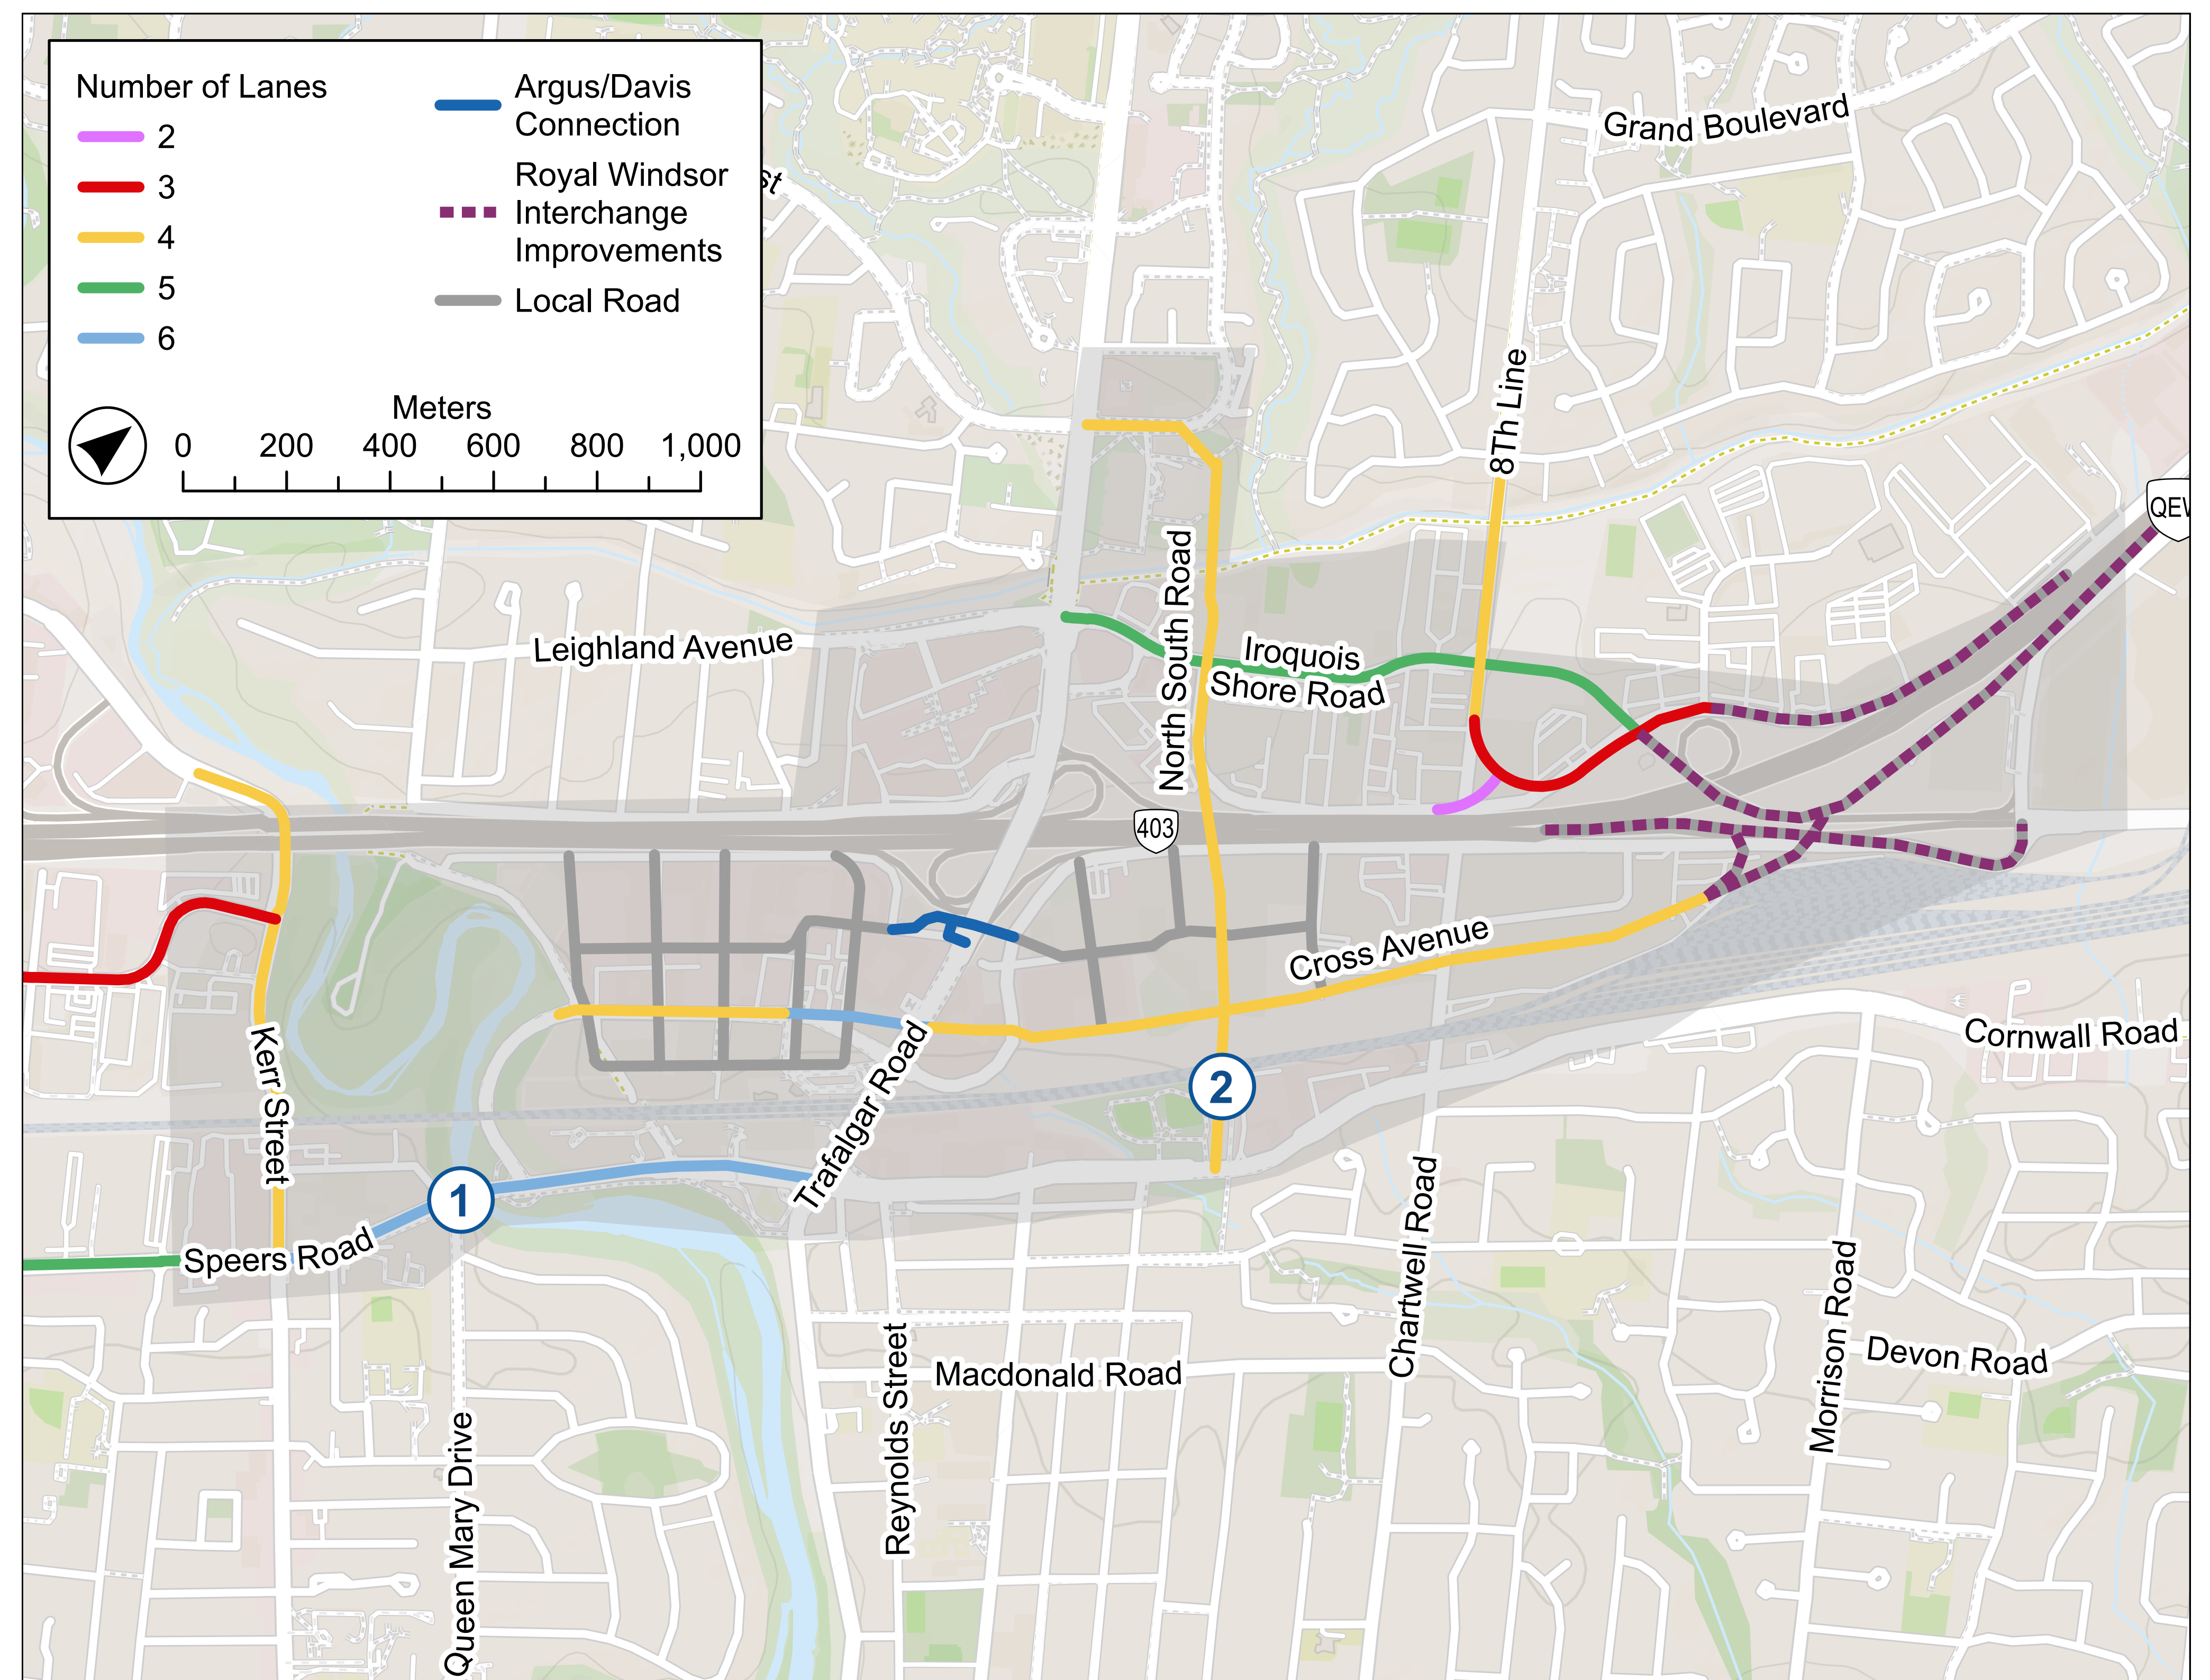 Number of Lanes
2
3
4
5
6
Argus/Davis
Connection
Royal Windsor
Interchange
Improvements
Local Road
Meters
0 200 400 600 800 1,000
st
Grand Boulevard
8Th Line
QEW
Leighland Avenue
North South Road
Iroquois
Shore Road
403
Cross Avenue
Kerr Street
Trafalgar Road
Cornwall Road
2
1
Speers Road
Chartwell Road
Morrison Road
Devon Road
Macdonald Road
Reynolds Street
Queen Mary Drive